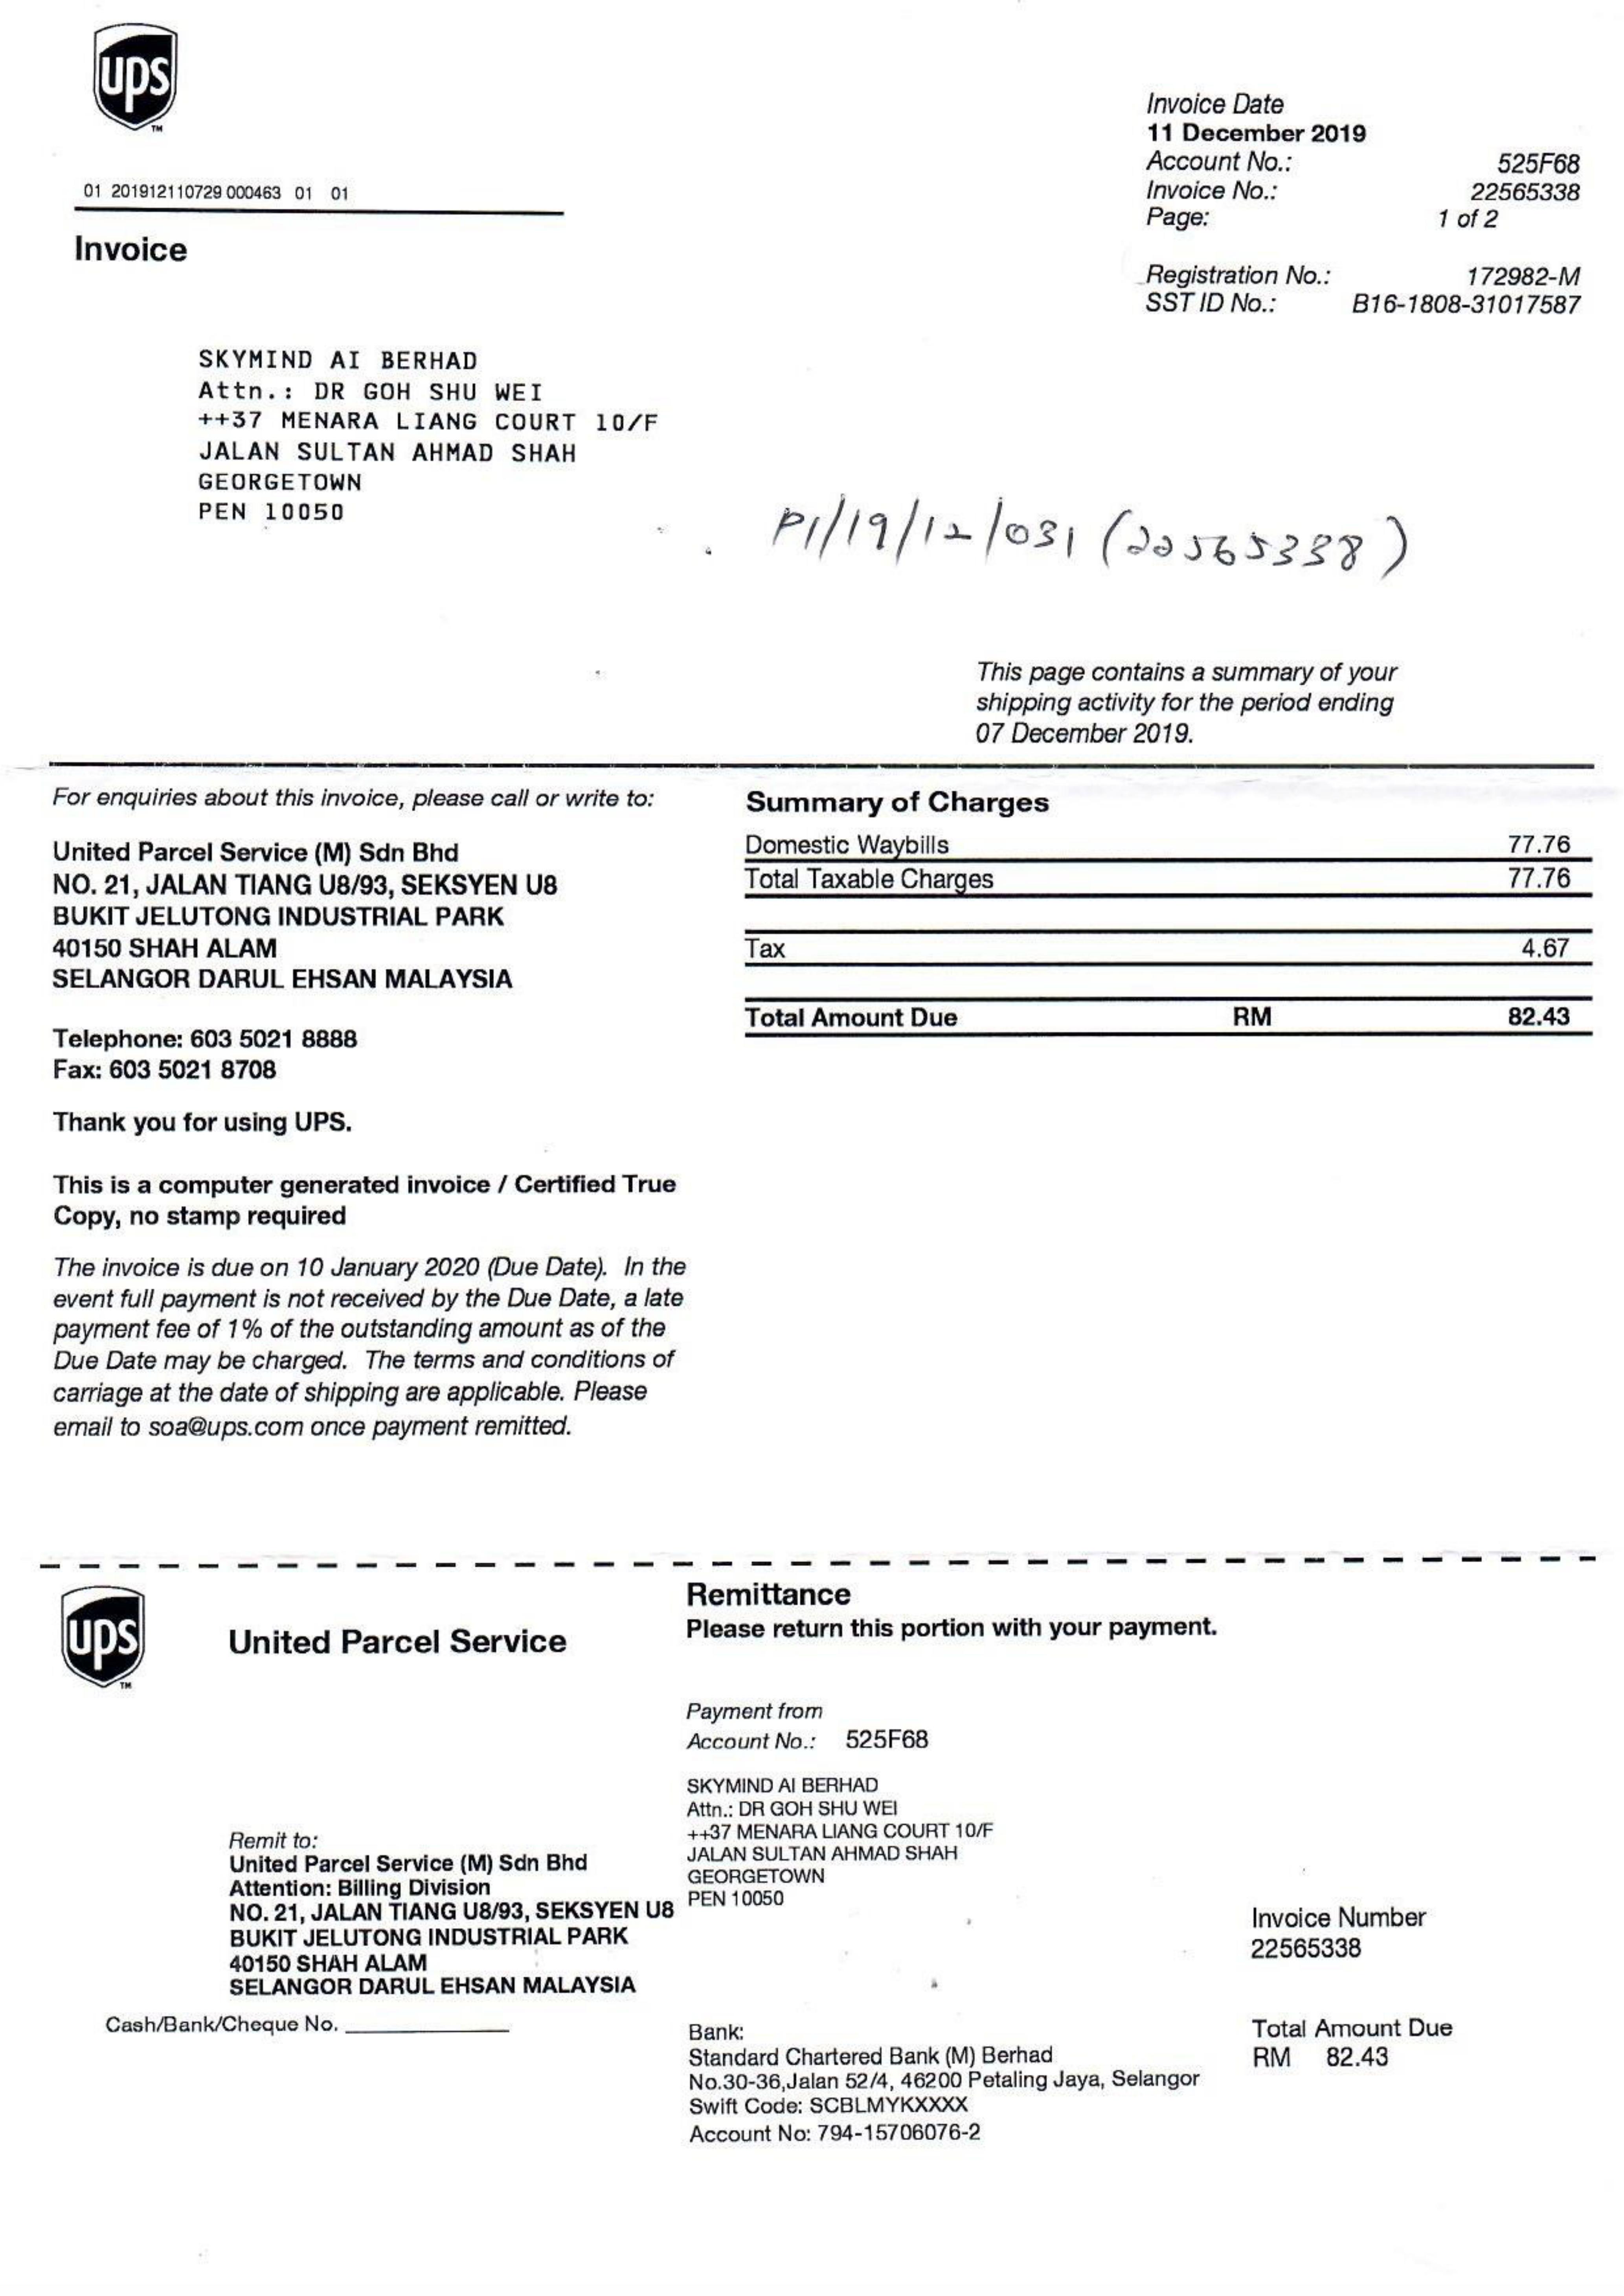 ups
TM
Invoice Date
11 December 2019
Account No.: 525F68
Invoice No.: 22565338
Page: 1 of 2
01 201912110729 000463 01 01
Invoice
Registration No.: 172982-M
SST ID No.: B16-1808-31017587
SKYMIND AI BERHAD
Attn.: DR GOH SHU WEI
++37 MENARA LIANG COURT 10/F
JALAN SULTAN AHMAD SHAH
GEORGETOWN
PEN 10050
PI/19/12/031 (22565338)
This page contains a summary of your
shipping activity for the period ending
07 December 2019.
For enquiries about this invoice, please call or write to:
United Parcel Service (M) Sdn Bhd
NO. 21, JALAN TIANG U8/93, SEKSYEN U8
BUKIT JELUTONG INDUSTRIAL PARK
40150 SHAH ALAM
SELANGOR DARUL EHSAN MALAYSIA
Telephone: 603 5021 8888
Fax: 603 5021 8708
Thank you for using UPS.
This is a computer generated invoice / Certified True
Copy, no stamp required
The invoice is due on 10 January 2020 (Due Date). In the
event full payment is not received by the Due Date, a late
payment fee of 1% of the outstanding amount as of the
Due Date may be charged. The terms and conditions of
carriage at the date of shipping are applicable. Please
email to soa@ups.com once payment remitted.
Summary of Charges
Domestic Waybills 77.76
Total Taxable Charges 77.76
Tax 4.67
Total Amount Due RM 82.43
ups
TM
United Parcel Service
Remittance
Please return this portion with your payment.
Payment from
Account No.: 525F68
SKYMIND AI BERHAD
Attn.: DR GOH SHU WEI
++37 MENARA LIANG COURT 10/F
JALAN SULTAN AHMAD SHAH
GEORGETOWN
PEN 10050
Remit to:
United Parcel Service (M) Sdn Bhd
Attention: Billing Division
NO. 21, JALAN TIANG U8/93, SEKSYEN U8
BUKIT JELUTONG INDUSTRIAL PARK
40150 SHAH ALAM
SELANGOR DARUL EHSAN MALAYSIA
Cash/Bank/Cheque No.
Invoice Number
22565338
Bank:
Standard Chartered Bank (M) Berhad
No.30-36,Jalan 52/4, 46200 Petaling Jaya, Selangor
Swift Code: SCBLMYKXXXX
Account No: 794-15706076-2
Total Amount Due
RM 82.43